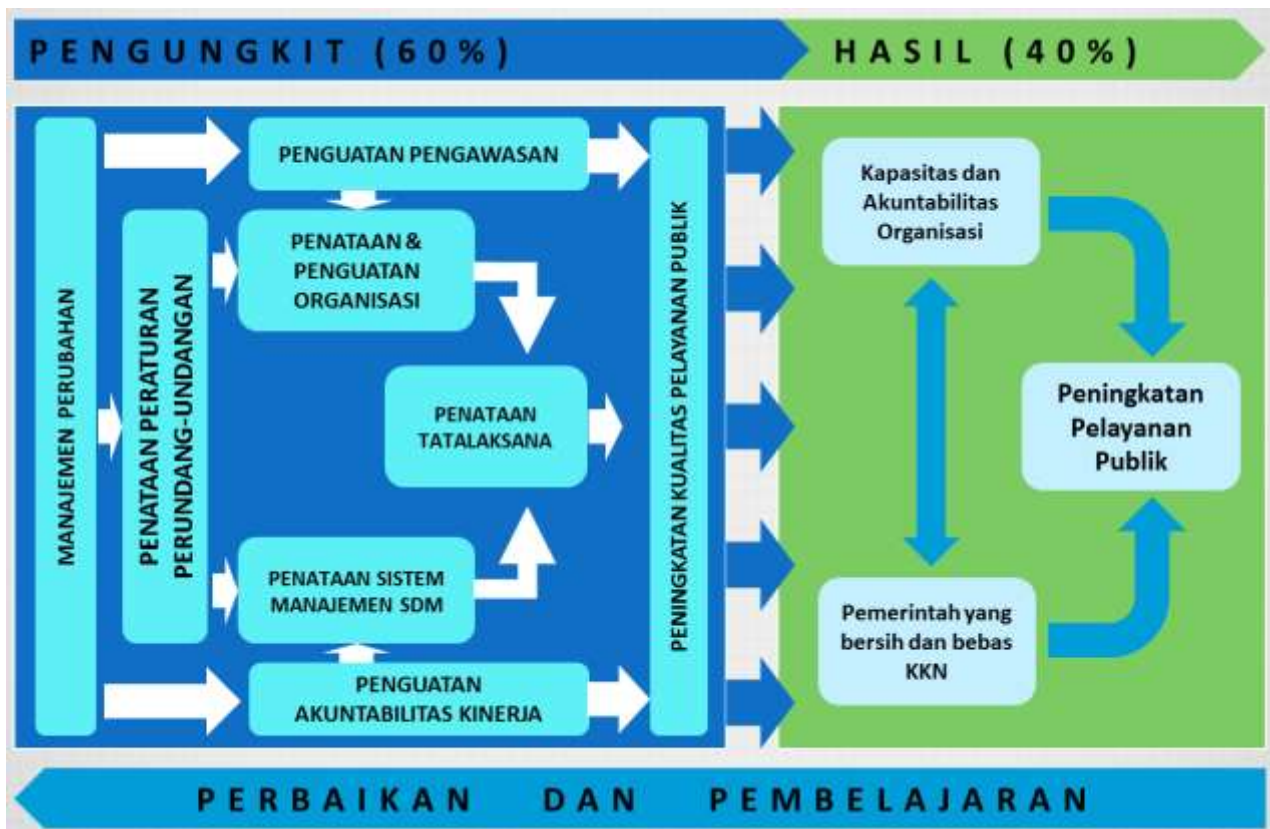 PENGUNGKIT (60%)
HASIL (40%)
MANAJEMEN PERUBAHAN
PENATAAN PERATURAN
PERUNDANG-UNDANGAN
PENGUATAN PENGAWASAN
PENATAAN &
PENGUATAN
ORGANISASI
PENATAAN
TATALAKSANA
PENATAAN SISTEM
MANAJEMEN SDM
PENGUATAN
AKUNTABILITAS KINERJA
PENINGKATAN KUALITAS PELAYANAN PUBLIK
Kapasitas dan
Akuntabilitas
Organisasi
Peningkatan
Pelayanan
Publik
Pemerintah yang
bersih dan bebas
KKN
PERBAIKAN DAN PEMBELAJARAN